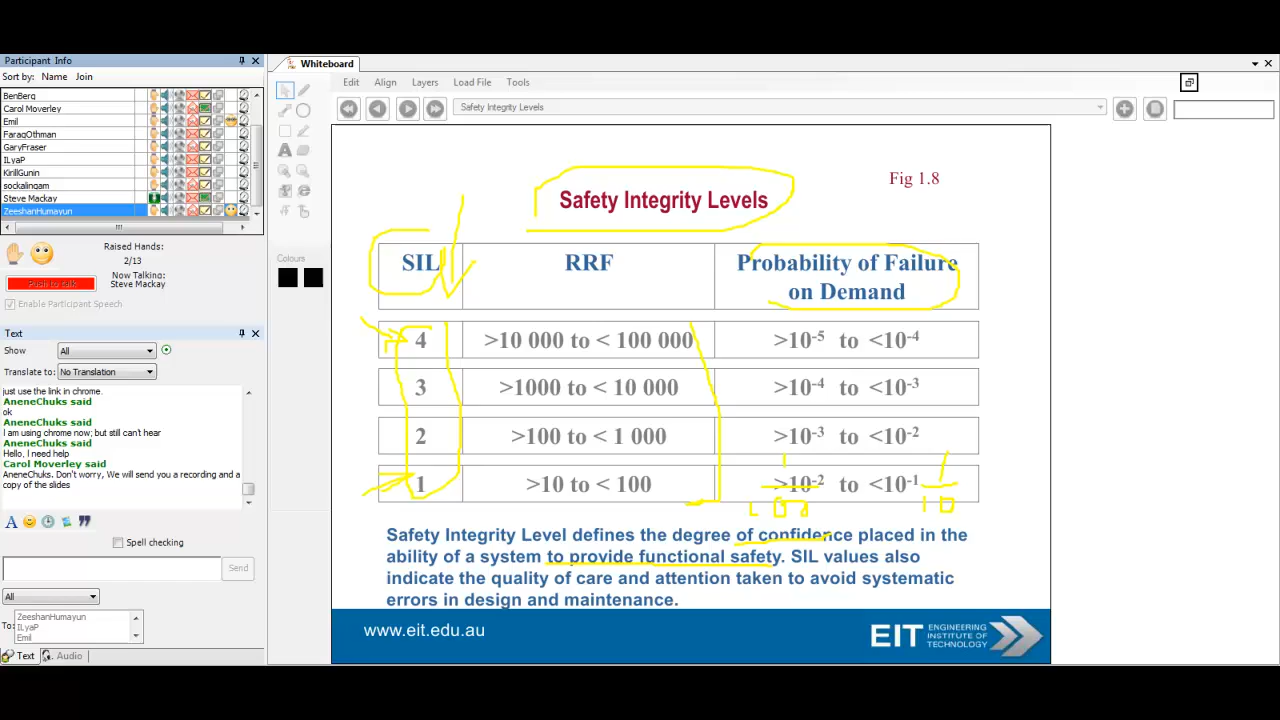 Participant Info
Sort by: Name Join
BenBerg
Carol Moverley
Emil
FaragOthman
GaryFraser
ILyaP
KirillGunin
sockalingam
Steve Mackay
ZeeshanHumayun
Raised Hands:
2/13
Now Talking:
Steve Mackay
Push to talk
Enable Participant Speech
Text
Show All
Translate to: No Translation
just use the link in chrome.
AneneChuks said
ok
AneneChuks said
I am using chrome now; but still can't hear
AneneChuks said
Hello, I need help
Carol Moverley said
AneneChuks. Don't worry, We will send you a recording and a
copy of the slides
Spell checking
Send
All
To:
ZeeshanHumayun
ILyaP
Emil
Text Audio
Whiteboard
Edit Align Layers Load File Tools
Safety Integrity Levels
Colours
Fig 1.8
Safety Integrity Levels
SIL RRF Probability of Failure
on Demand
4 >10 000 to < 100 000 >10-5 to <10-4
3 >1000 to < 10 000 >10-4 to <10-3
2 >100 to < 1 000 >10-3 to <10-2
1 >10 to < 100 >10-2 to <10-1
1
100
1
10
Safety Integrity Level defines the degree of confidence placed in the
ability of a system to provide functional safety. SIL values also
indicate the quality of care and attention taken to avoid systematic
errors in design and maintenance.
www.eit.edu.au
EIT ENGINEERING
INSTITUTE OF
TECHNOLOGY